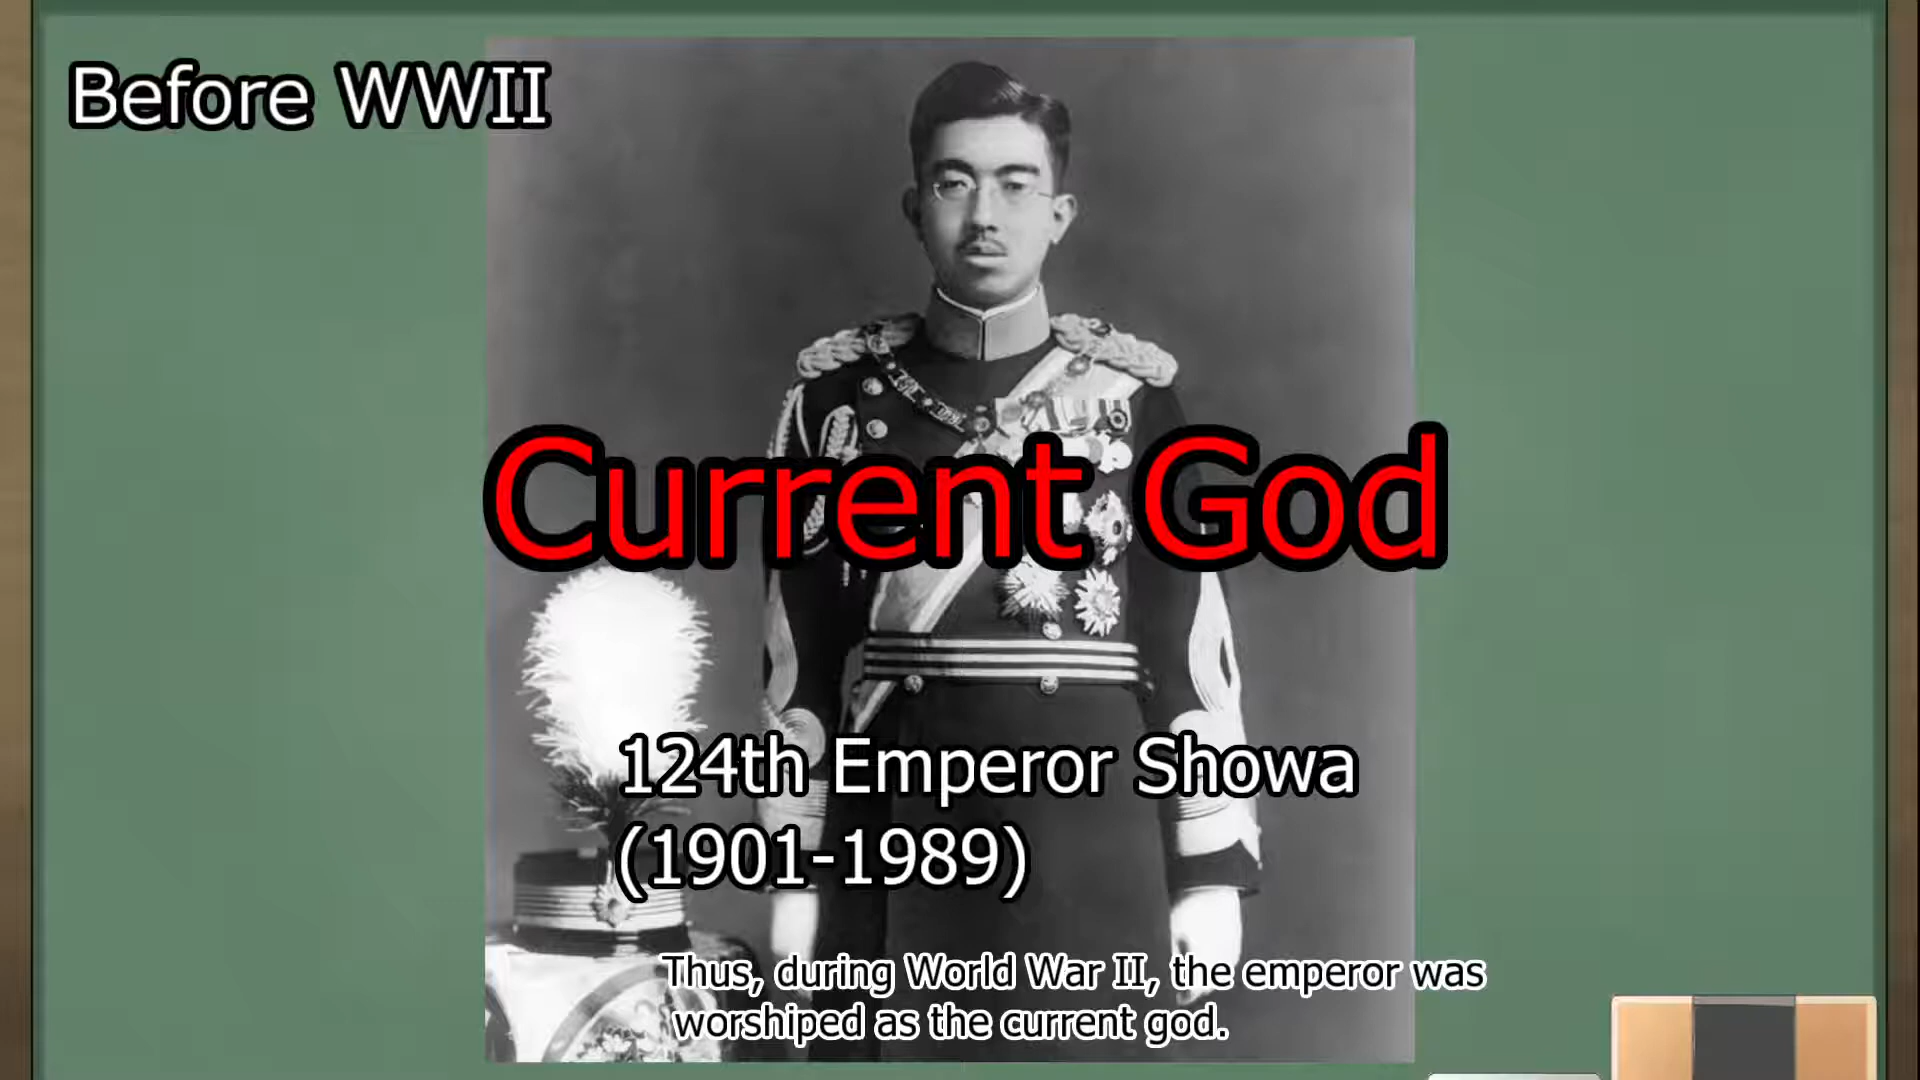 Before WWII
Current God
124th Emperor Showa
(1901-1989)
Thus, during World War II, the emperor was
worshiped as the current god.